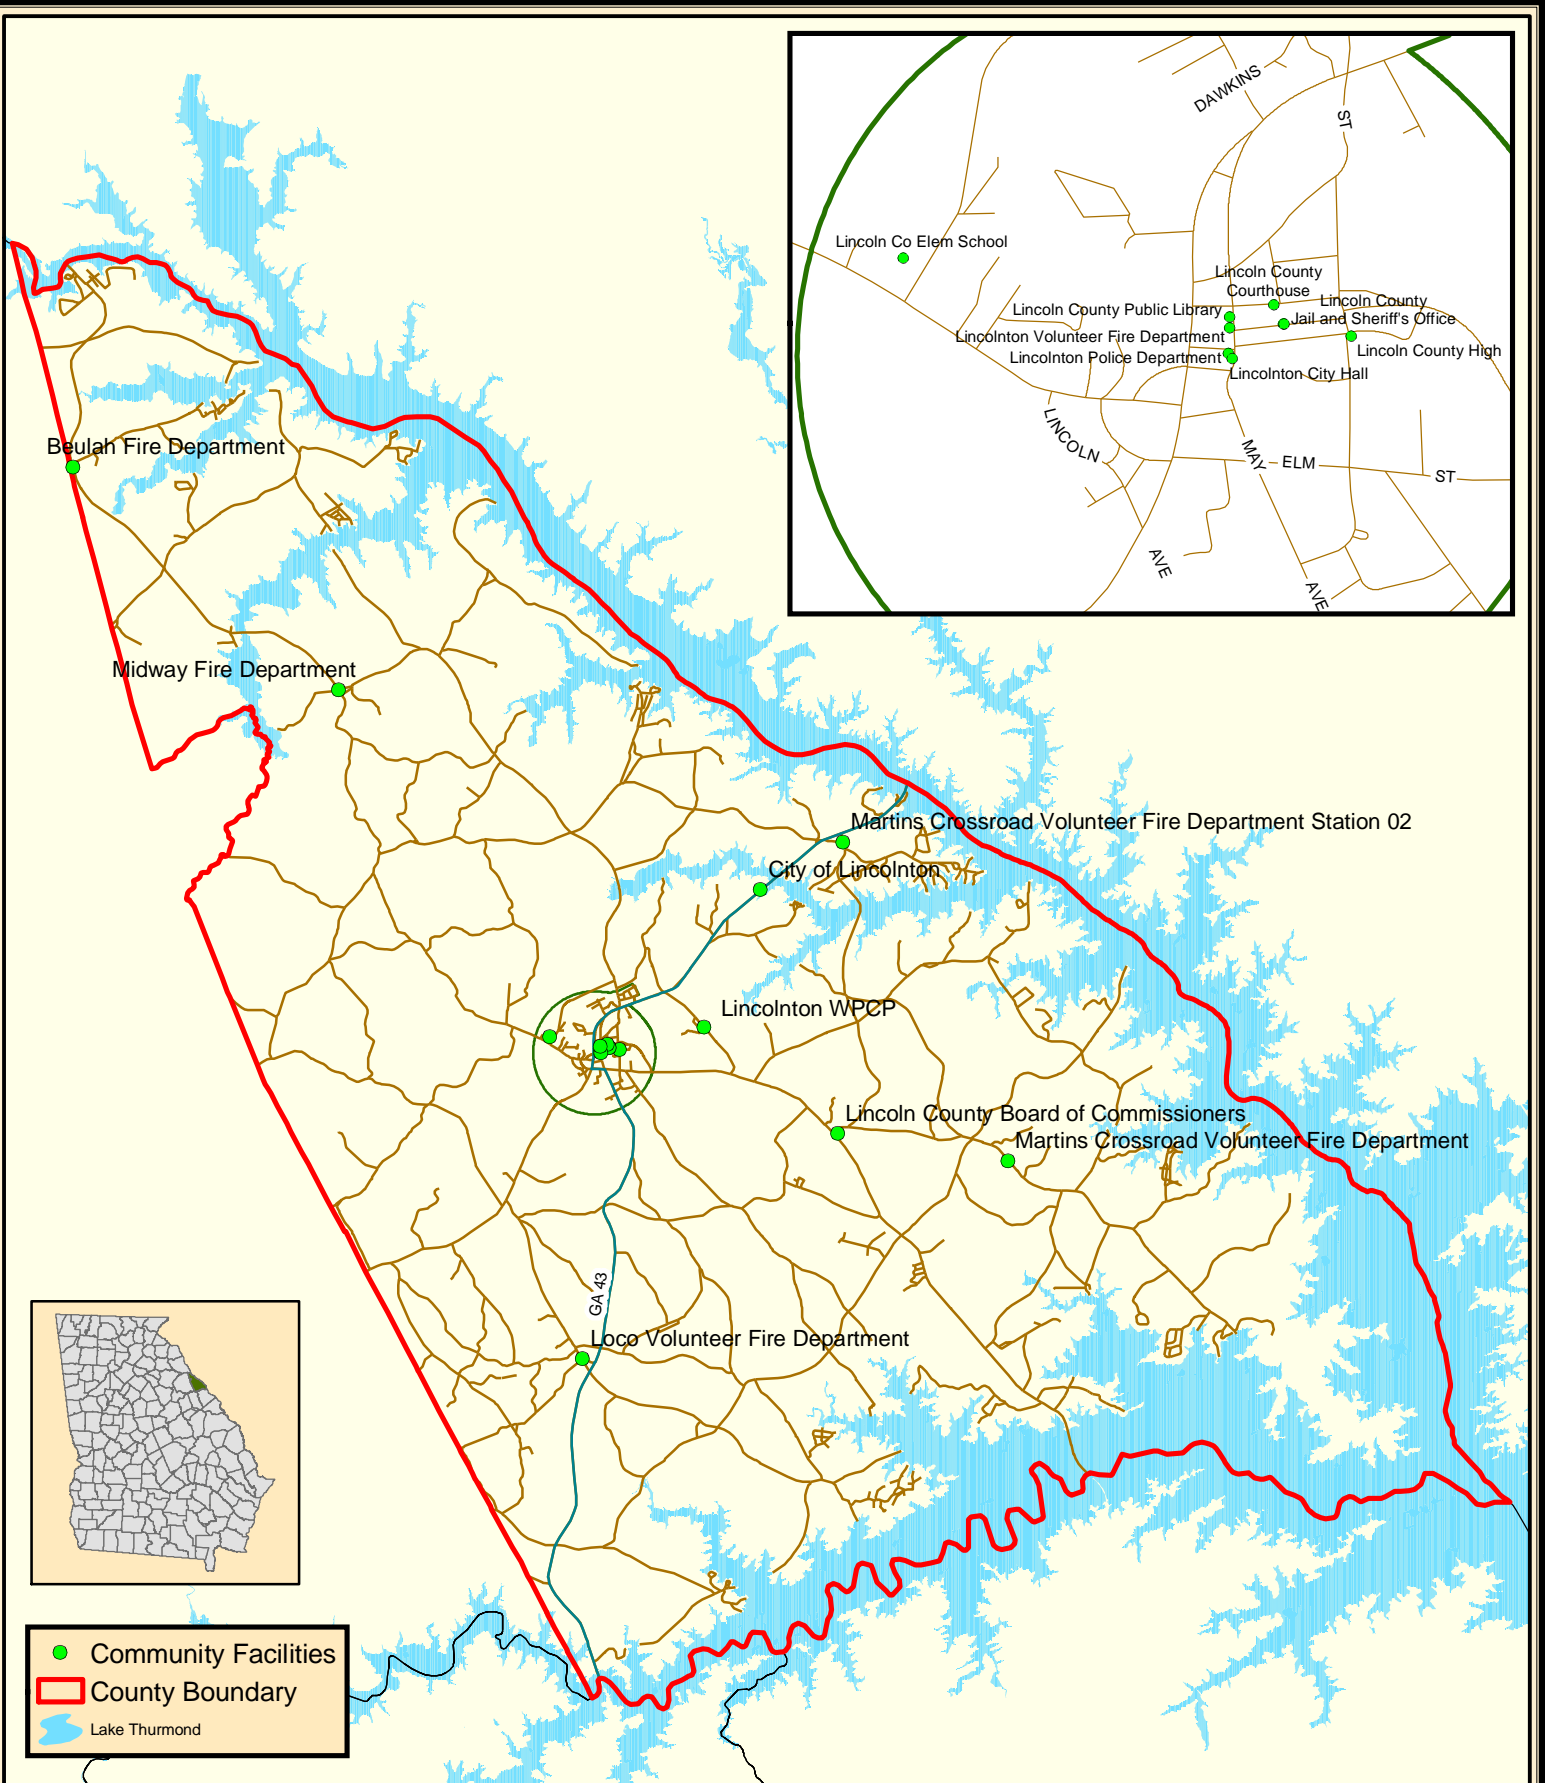 DAWKINS
ST
Lincoln Co Elem School
Lincoln County
Courthouse
Lincoln County Public Library
Lincoln County
Jail and Sheriff's Office
Lincolnton Volunteer Fire Department
Lincolnton Police Department
Lincoln County High
Lincolnton City Hall
LINCOLN
MAY
ELM
ST
AVE
AVE
Beulah Fire Department
Midway Fire Department
Martins Crossroad Volunteer Fire Department Station 02
City of Lincolnton
Lincolnton WPCP
Lincoln County Board of Commissioners
Martins Crossroad Volunteer Fire Department
GA 43
Loco Volunteer Fire Department
Community Facilities
County Boundary
Lake Thurmond